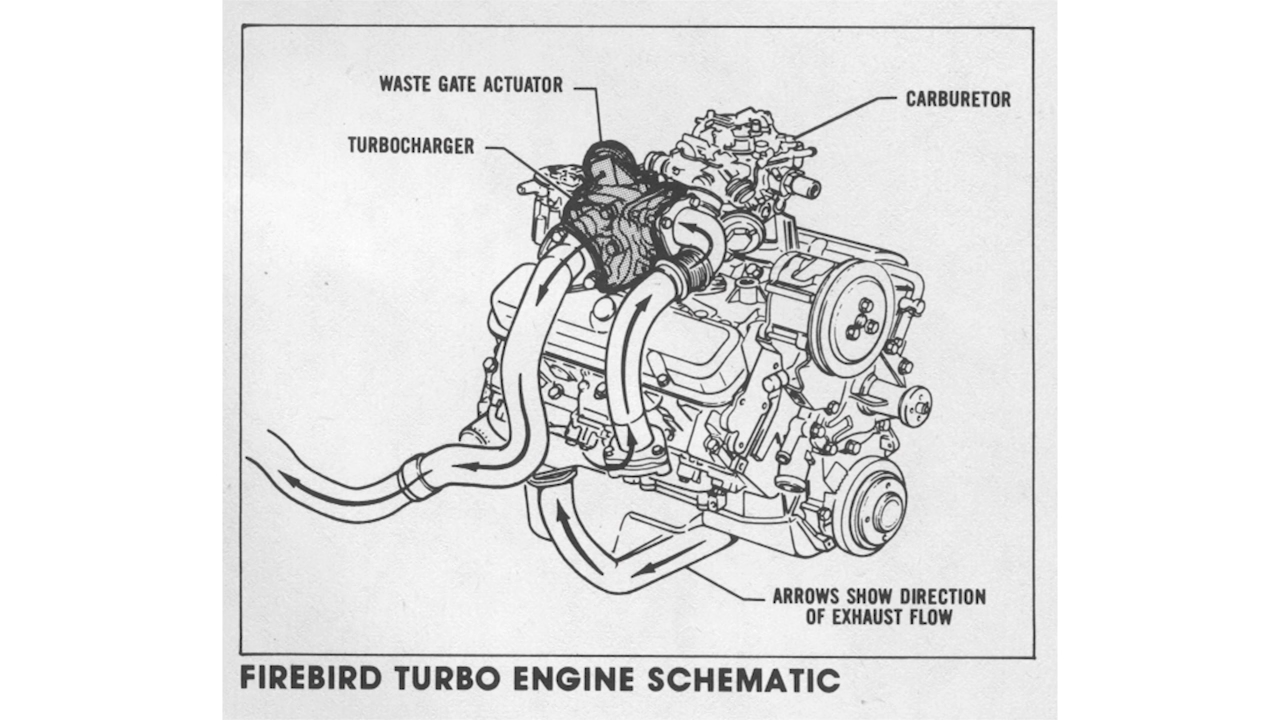 WASTE GATE ACTUATOR
CARBURETOR
TURBOCHARGER
ARROWS SHOW DIRECTION
OF EXHAUST FLOW
FIREBIRD TURBO ENGINE SCHEMATIC